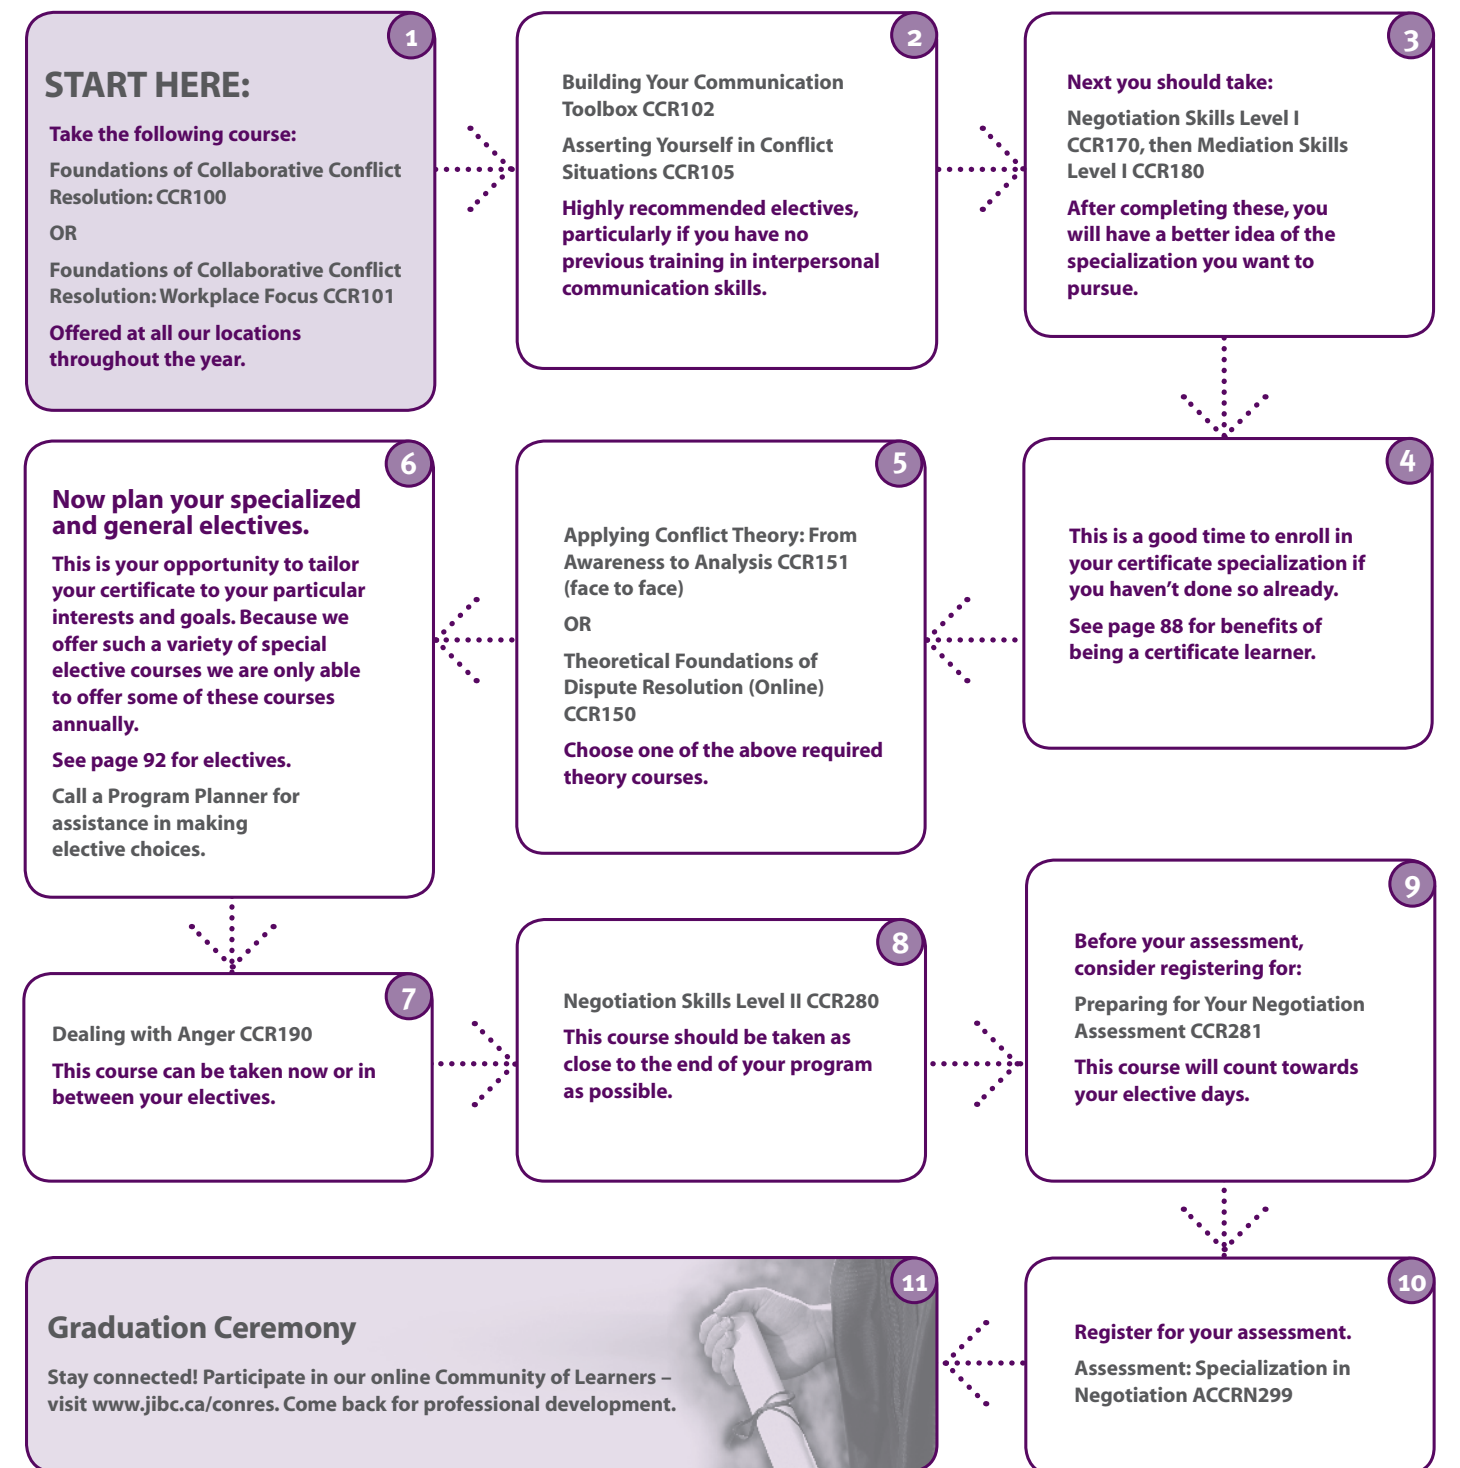 1
START HERE:
Take the following course:
Foundations of Collaborative Conflict
Resolution: CCR100
OR
Foundations of Collaborative Conflict
Resolution: Workplace Focus CCR101
Offered at all our locations
throughout the year.
2
Building Your Communication
Toolbox CCR102
Asserting Yourself in Conflict
Situations CCR105
Highly recommended electives,
particularly if you have no
previous training in interpersonal
communication skills.
3
Next you should take:
Negotiation Skills Level I
CCR170, then Mediation Skills
Level I CCR180
After completing these, you
will have a better idea of the
specialization you want to
pursue.
4
This is a good time to enroll in
your certificate specialization if
you haven't done so already.
See page 88 for benefits of
being a certificate learner.
5
Applying Conflict Theory: From
Awareness to Analysis CCR151
(face to face)
OR
Theoretical Foundations of
Dispute Resolution (Online)
CCR150
Choose one of the above required
theory courses.
6
Now plan your specialized
and general electives.
This is your opportunity to tailor
your certificate to your particular
interests and goals. Because we
offer such a variety of special
elective courses we are only able
to offer some of these courses
annually.
See page 92 for electives.
Call a Program Planner for
assistance in making
elective choices.
7
Dealing with Anger CCR190
This course can be taken now or in
between your electives.
8
Negotiation Skills Level II CCR280
This course should be taken as
close to the end of your program
as possible.
9
Before your assessment,
consider registering for:
Preparing for Your Negotiation
Assessment CCR281
This course will count towards
your elective days.
10
Register for your assessment.
Assessment: Specialization in
Negotiation ACCRN299
11
Graduation Ceremony
Stay connected! Participate in our online Community of Learners –
visit www.jibc.ca/conres. Come back for professional development.